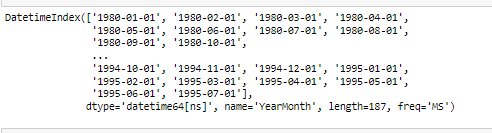 DatetimeIndex(['1980-01-01', '1980-02-01', '1980-03-01', '1980-04-01',
'1980-05-01', '1980-06-01', '1980-07-01', '1980-08-01',
'1980-09-01', '1980-10-01',
...
'1994-10-01', '1994-11-01', '1994-12-01', '1995-01-01',
'1995-02-01', '1995-03-01', '1995-04-01', '1995-05-01',
'1995-06-01', '1995-07-01'],
dtype='datetime64[ns]', name='YearMonth', length=187, freq='MS')